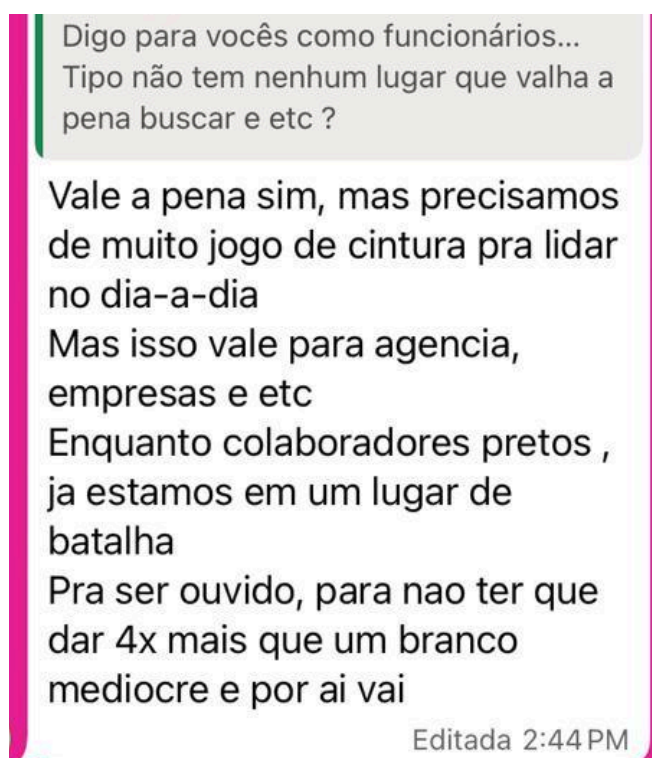 Digo para vocês como funcionários...
Tipo não tem nenhum lugar que valha a
pena buscar e etc ?
Vale a pena sim, mas precisamos
de muito jogo de cintura pra lidar
no dia-a-dia
Mas isso vale para agencia,
empresas e etc
Enquanto colaboradores pretos ,
ja estamos em um lugar de
batalha
Pra ser ouvido, para nao ter que
dar 4x mais que um branco
mediocre e por ai vai
Editada 2:44 PM